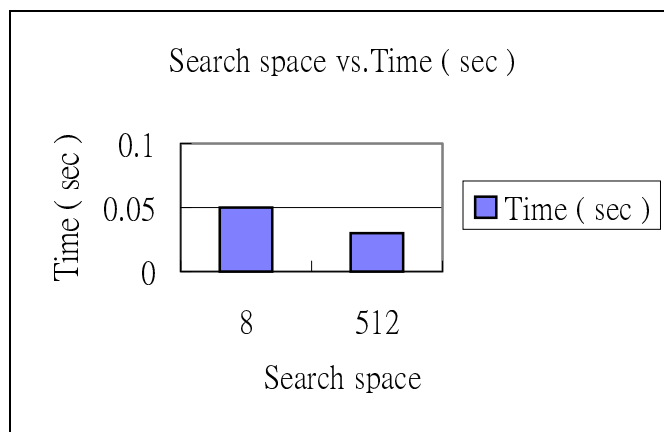 Search space vs.Time ( sec )
Time ( sec )
0.1
0.05
0
8 512
Search space
Time ( sec )